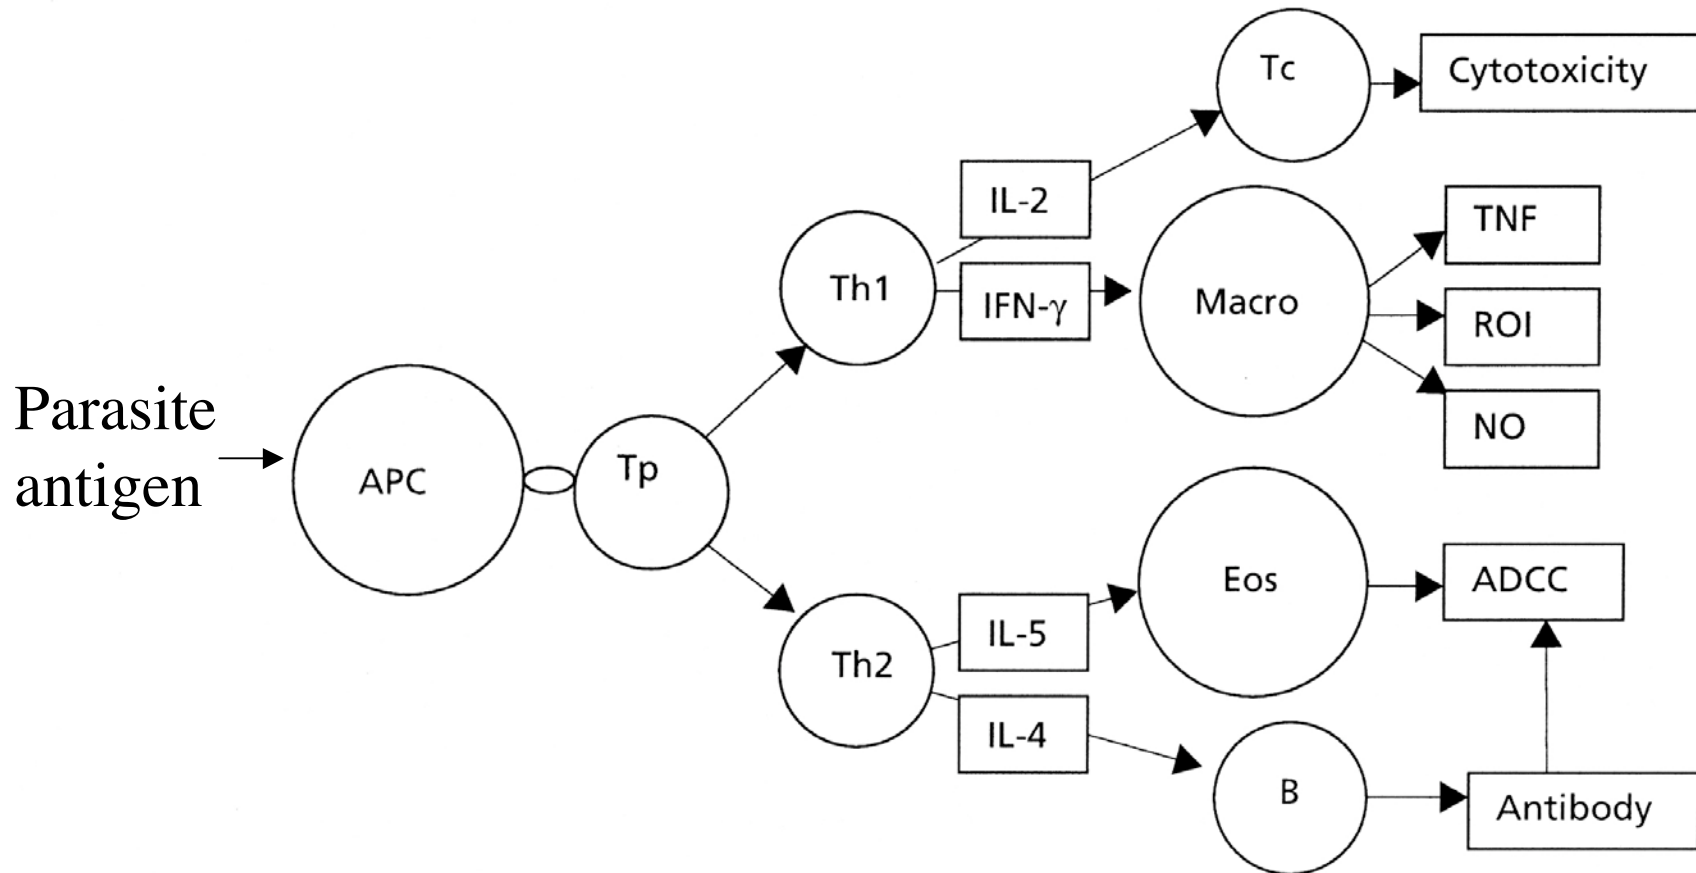 Parasite
antigen
APC
Tp
Th1
Th2
IL-2
IFN-γ
IL-5
IL-4
Tc
Macro
Eos
B
Cytotoxicity
TNF
ROI
NO
ADCC
Antibody